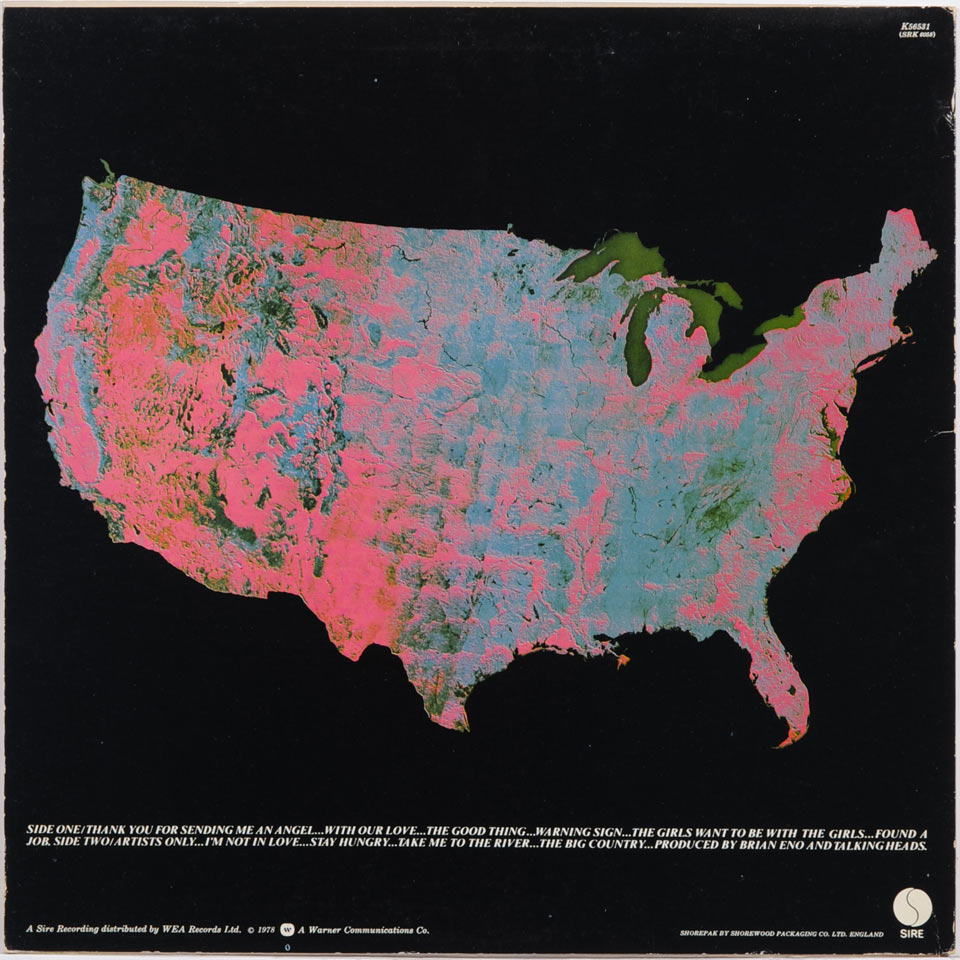 K56531
(SRK 6058)
SIDE ONE/THANK YOU FOR SENDING ME AN ANGEL...WITH OUR LOVE...THE GOOD THING...WARNING SIGN...THE GIRLS WANT TO BE WITH THE GIRLS...FOUND A
JOB. SIDE TWO/ARTISTS ONLY...I'M NOT IN LOVE...STAY HUNGRY...TAKE ME TO THE RIVER...THE BIG COUNTRY...PRODUCED BY BRIAN ENO AND TALKING HEADS.
A Sire Recording distributed by WEA Records Ltd. © 1978 W A Warner Communications Co.
SHOREPAK BY SHOREWOOD PACKAGING CO. LTD. ENGLAND
S
SIRE
0